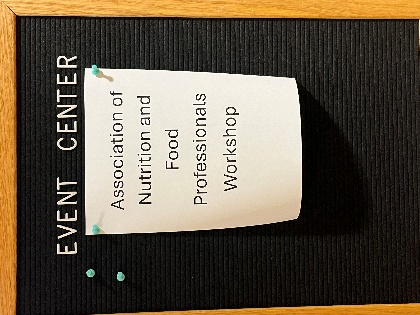 EVENT CENTER
Association of
Nutrition and
Food
Professionals
Workshop